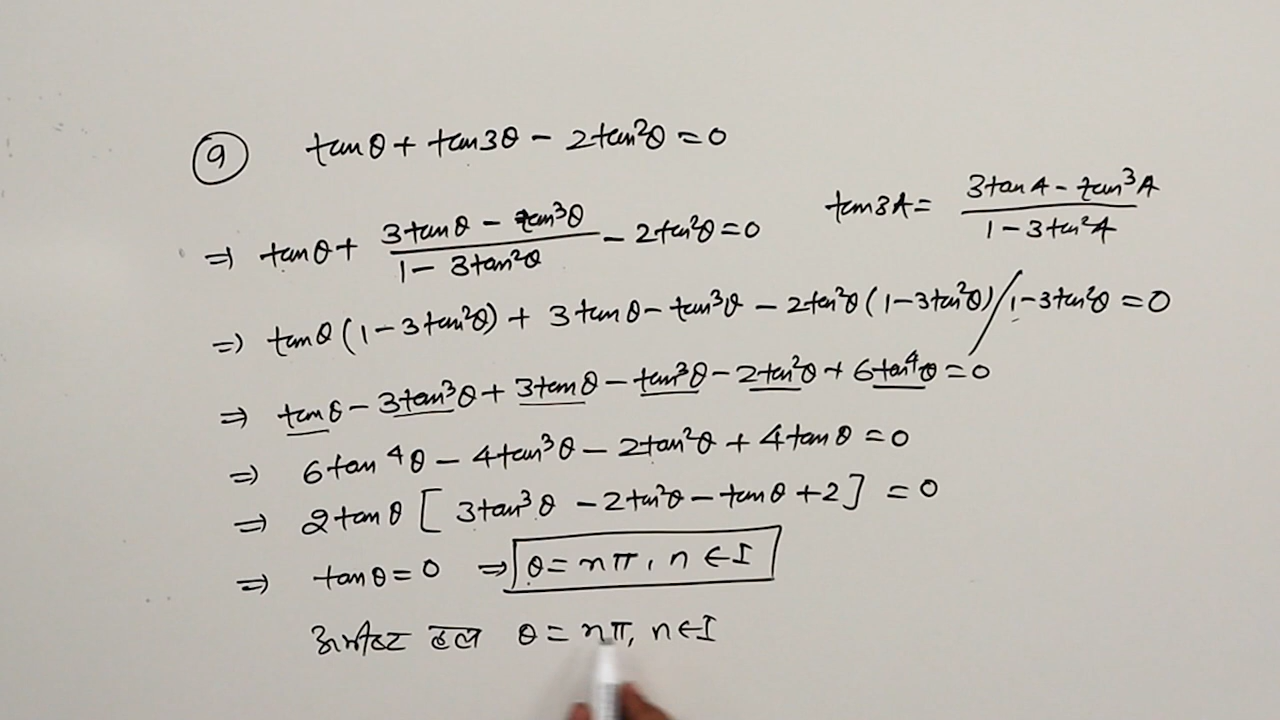 9 tanθ + tan3θ - 2tan²θ = 0
tan3A = (3tanA - tan³A)/(1 - 3tan²A)
⇒ tanθ + (3tanθ - tan³θ)/(1 - 3tan²θ) - 2tan²θ = 0
⇒ tanθ(1 - 3tan²θ) + 3tanθ - tan³θ - 2tan²θ(1 - 3tan²θ) / 1 - 3tan²θ = 0
⇒ tanθ - 3tan³θ + 3tanθ - tan³θ - 2tan²θ + 6tan⁴θ = 0
⇒ 6tan⁴θ - 4tan³θ - 2tan²θ + 4tanθ = 0
⇒ 2tanθ [3tan³θ - 2tan²θ - tanθ + 2] = 0
⇒ tanθ = 0 ⇒ θ = nπ, n ∈ I
अभीष्ट हल θ = nπ, n ∈ I